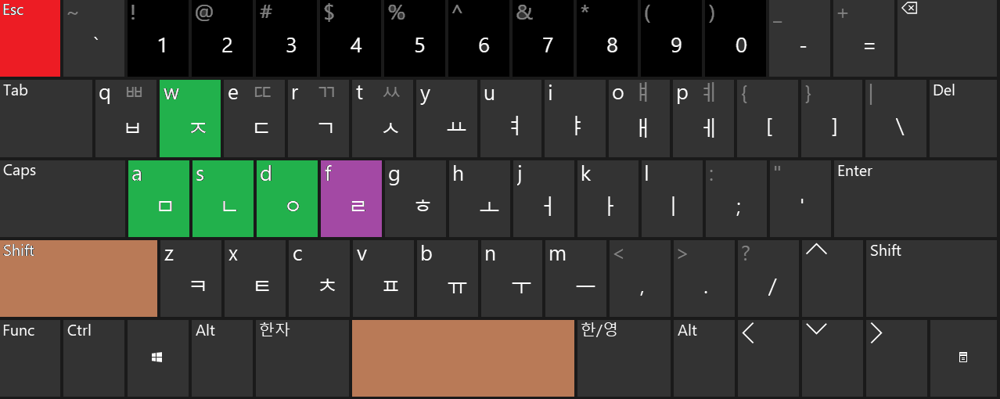 Esc ~ ` ! 1 @ 2 # 3 $ 4 % 5 ^ 6 & 7 * 8 ( 9 ) 0 _ - + =
Tab q ㅃ ㅂ w ㅈ e ㄸ ㄷ r ㄲ ㄱ t ㅆ ㅅ y ㅛ u ㅕ i ㅑ o ㅒ ㅐ p ㅖ ㅔ { [ } ] | \ Del
Caps a ㅁ s ㄴ d ㅇ f ㄹ g ㅎ h ㅗ j ㅓ k ㅏ l ㅣ : ; " ' Enter
Shift z ㅋ x ㅌ c ㅊ v ㅍ b ㅠ n ㅜ m ㅡ < , > . ? / Shift
Func Ctrl Alt 한자 한/영 Alt